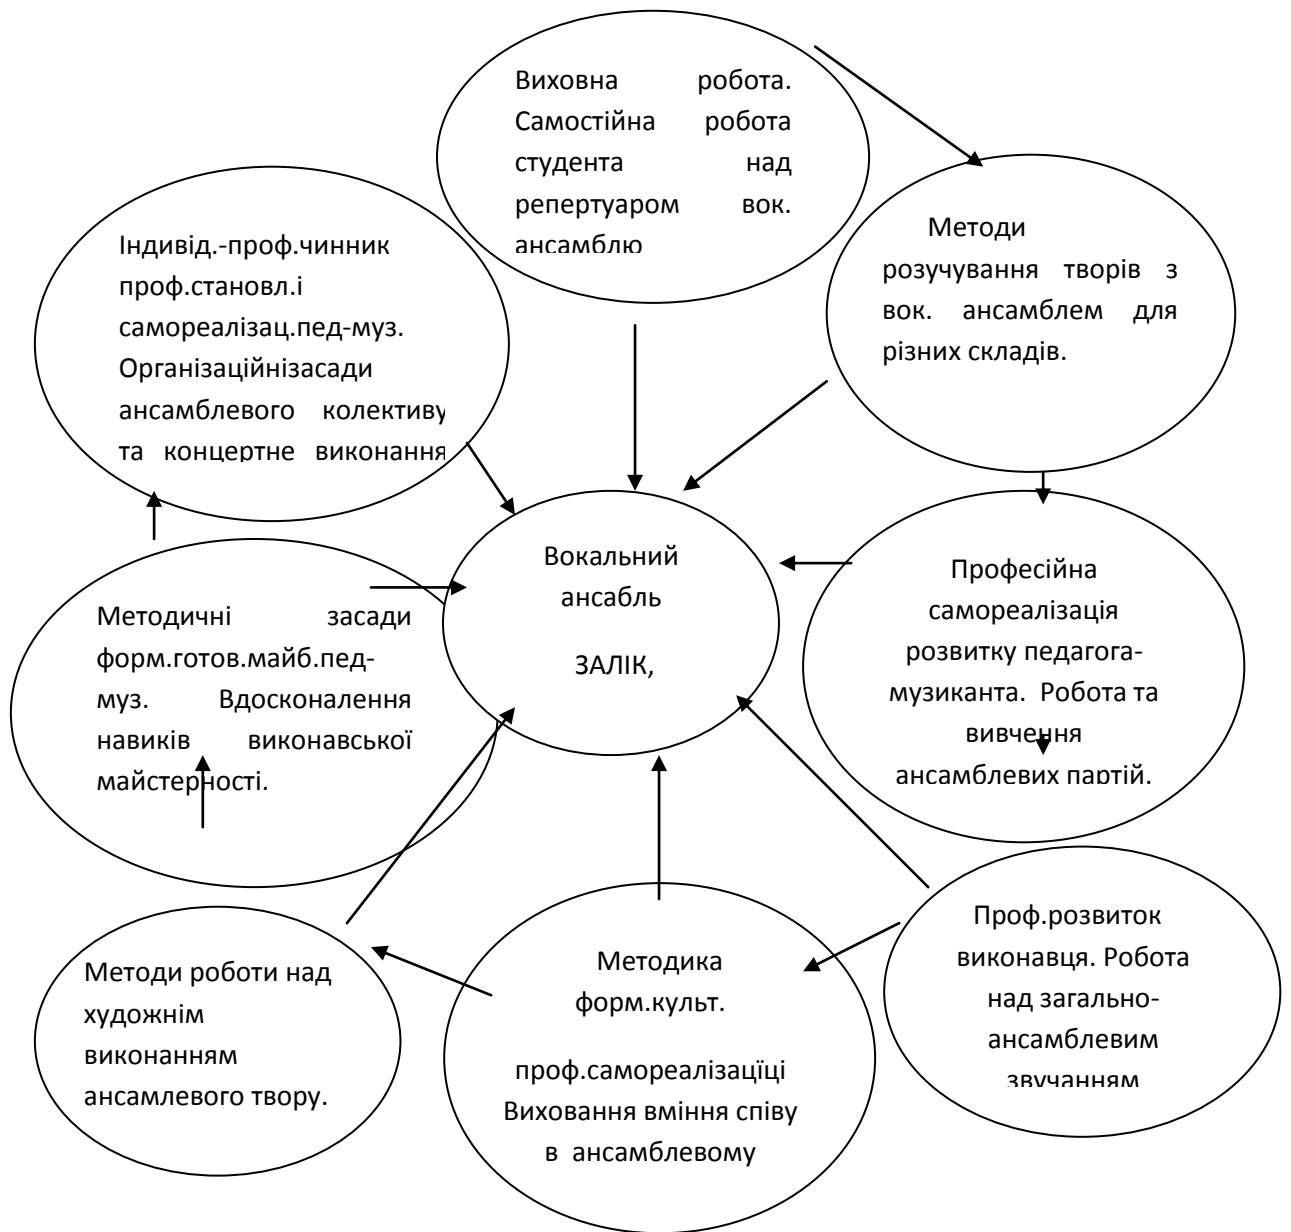 Виховна робота.
Самостійна робота
студента над
репертуаром вок.
ансамблю
Методи
розучування творів з
вок. ансамблем для
різних складів.
Індивід.-проф.чинник
проф.становл.і
самореалізац.пед-муз.
Організаційнізасади
ансамблевого колективу
та концертне виконання
Вокальний
ансабль
ЗАЛІК,
Професійна
самореалізація
розвитку педагога-
музиканта. Робота та
вивчення
ансамблевих партій.
Методичні засади
форм.готов.майб.пед-
муз. Вдосконалення
навиків виконавської
майстерності.
Проф.розвиток
виконавця. Робота
над загально-
ансамблевим
звучанням
Методика
форм.культ.
проф.самореалізацїці
Виховання вміння співу
в ансамблевому
Методи роботи над
художнім
виконанням
ансамлевого твору.